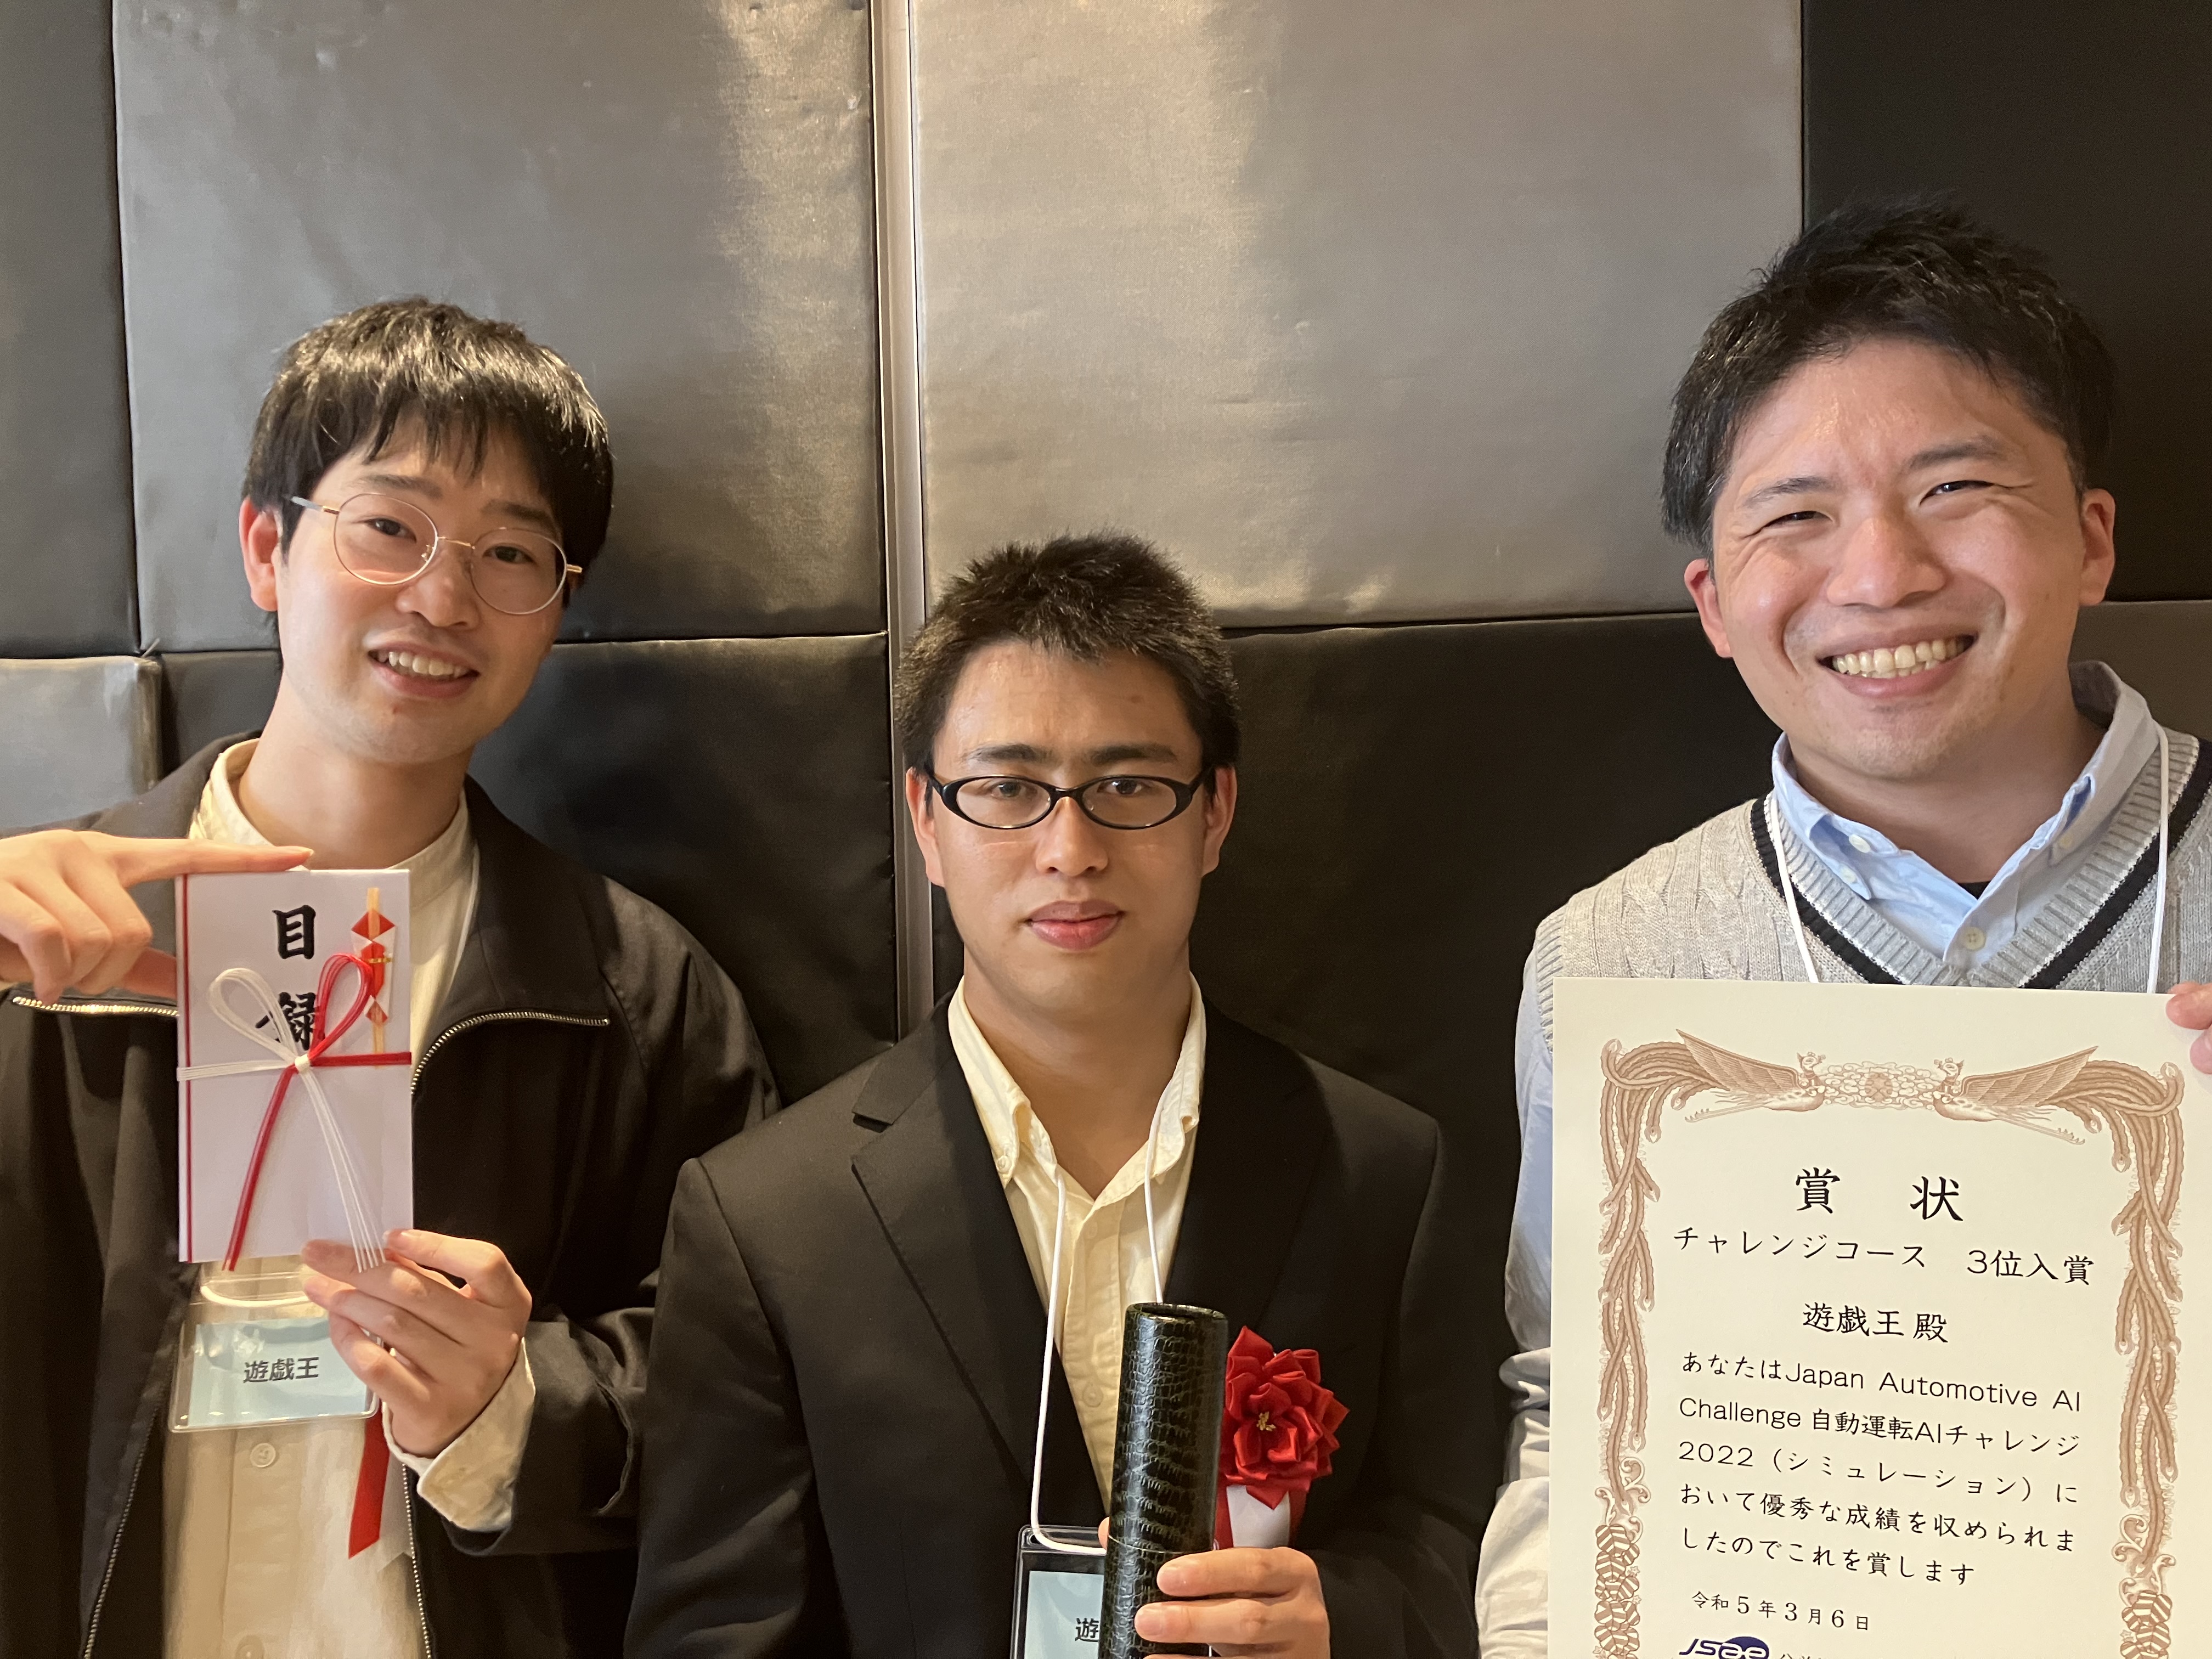 目録
遊戯王
遊
賞状
チャレンジコース 3位入賞
遊戯王殿
あなたはJapan Automotive AI
Challenge 自動運転AIチャレンジ
2022（シミュレーション）に
おいて優秀な成績を収められま
したのでこれを賞します
令和5年3月6日
JSAE